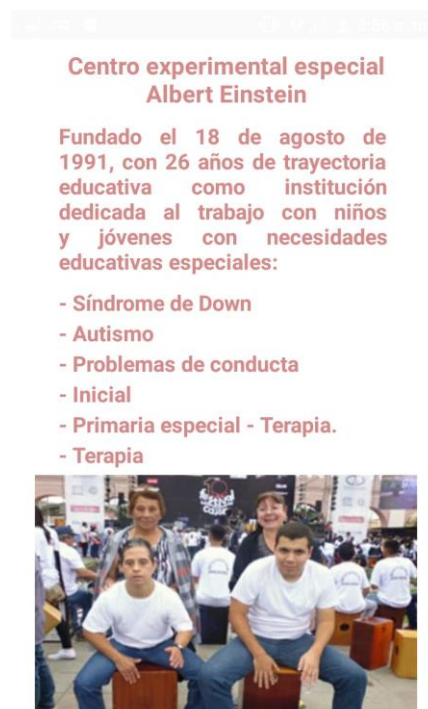 Centro experimental especial
Albert Einstein
Fundado el 18 de agosto de
1991, con 26 años de trayectoria
educativa como institución
dedicada al trabajo con niños
y jóvenes con necesidades
educativas especiales:
- Síndrome de Down
- Autismo
- Problemas de conducta
- Inicial
- Primaria especial - Terapia.
- Terapia